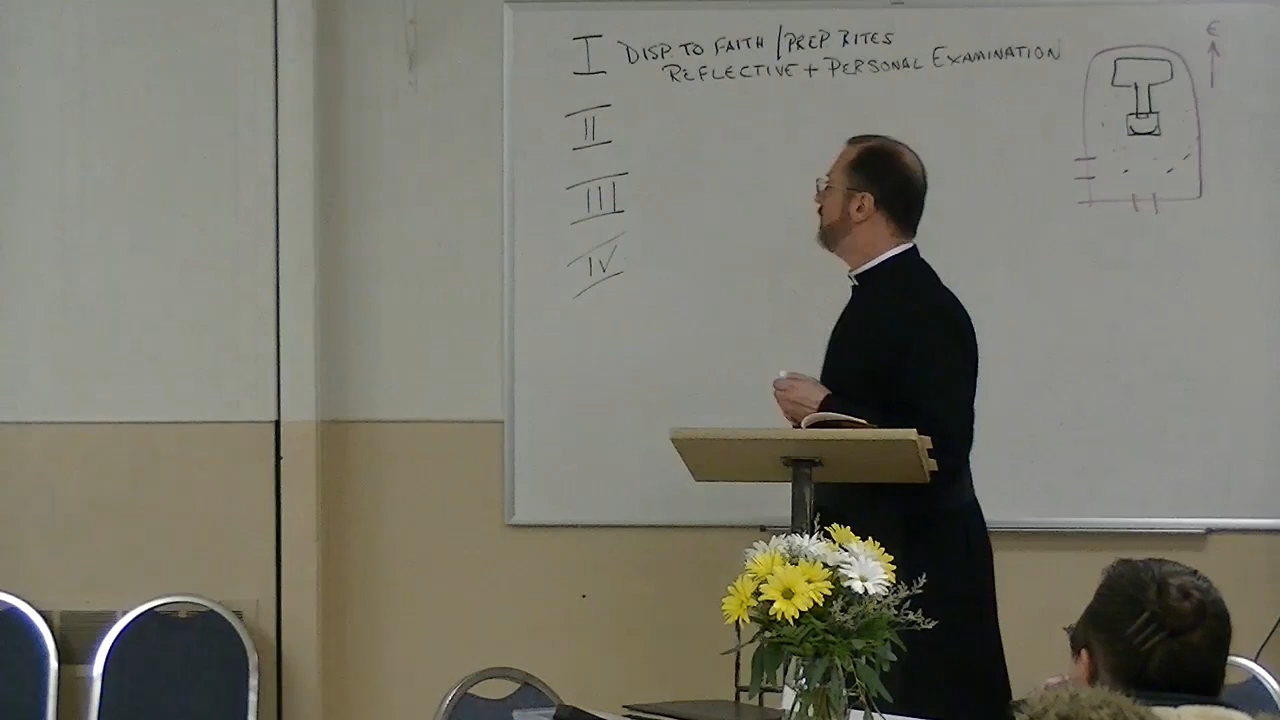 I DISP TO FAITH / PREP RITES
REFLECTIVE + PERSONAL EXAMINATION
II
III
IV
E